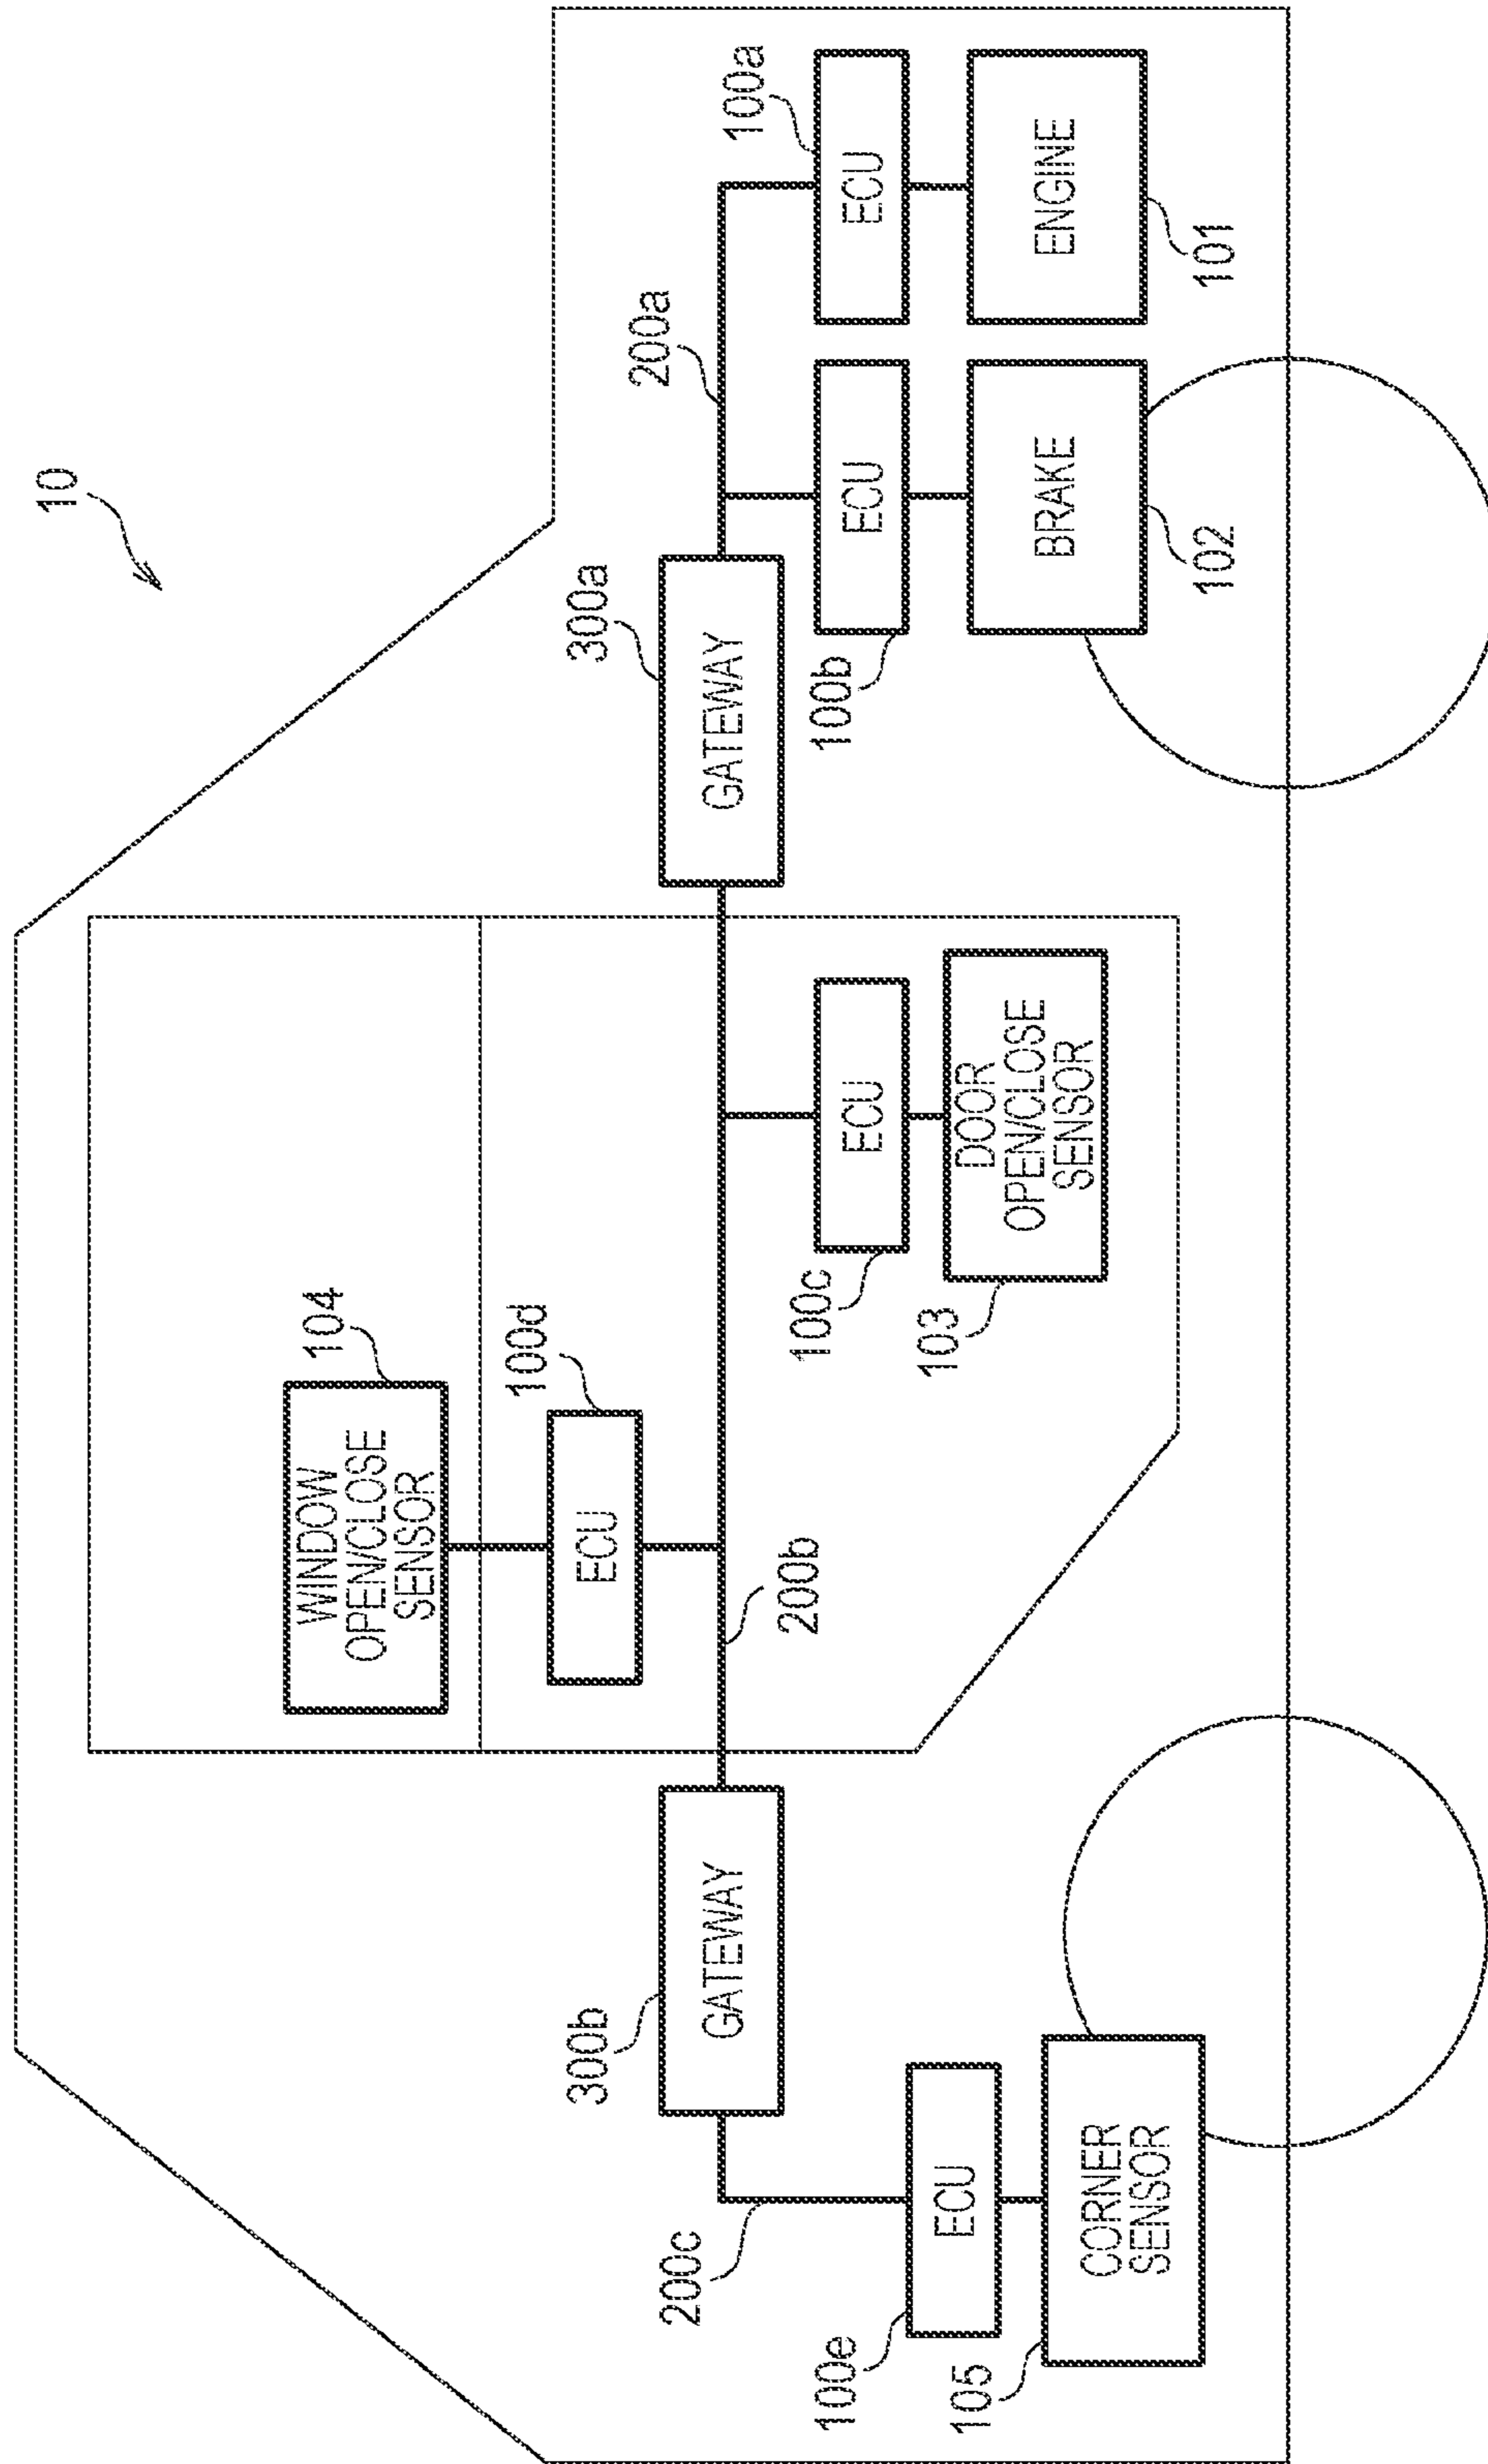 10
104
WINDOW
OPEN/CLOSE
SENSOR
100d
ECU
300b
GATEWAY
300a
GATEWAY
200a
100a
200c
200b
100e
ECU
100c
ECU
100b
ECU
ECU
105
CORNER
SENSOR
103
DOOR
OPEN/CLOSE
SENSOR
BRAKE
102
ENGINE
101